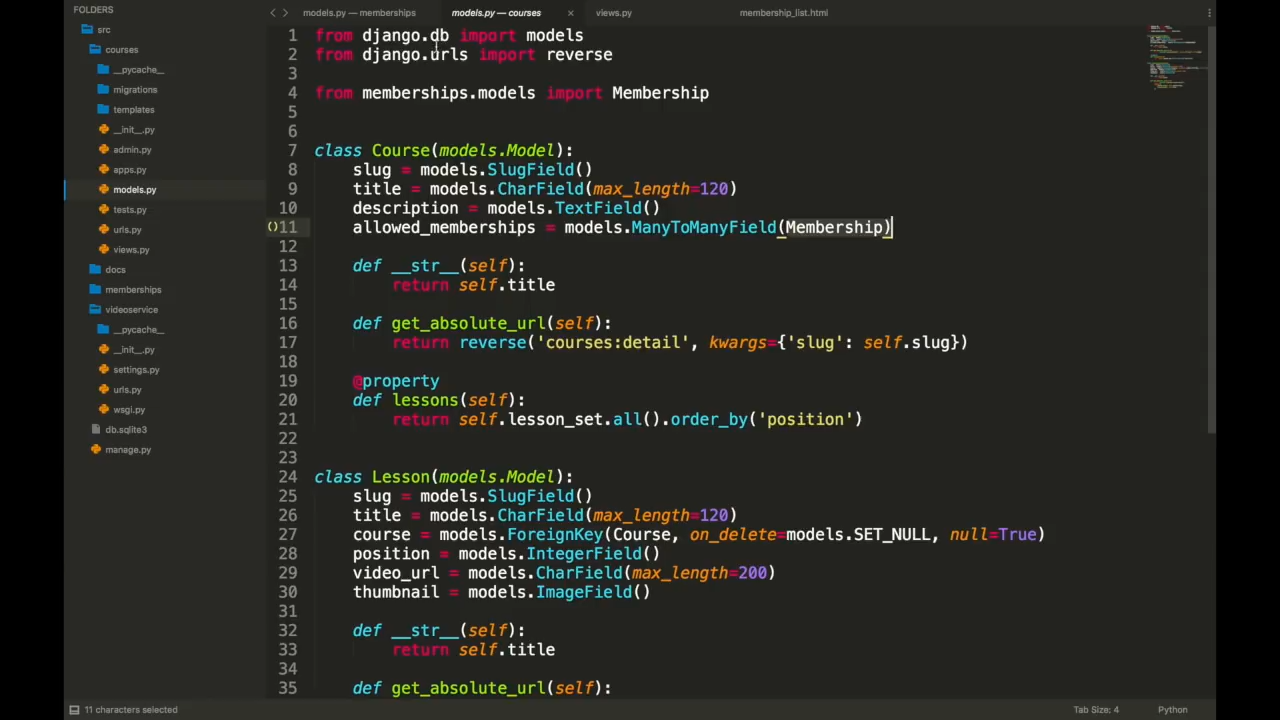 FOLDERS
src
courses
__pycache__
migrations
templates
__init__.py
admin.py
apps.py
models.py
tests.py
urls.py
views.py
docs
memberships
videoservice
__pycache__
__init__.py
settings.py
urls.py
wsgi.py
db.sqlite3
manage.py
models.py — memberships
models.py — courses ×
views.py
membership_list.html
1 from django.db import models
2 from django.urls import reverse
3
4 from memberships.models import Membership
5
6
7 class Course(models.Model):
8 slug = models.SlugField()
9 title = models.CharField(max_length=120)
10 description = models.TextField()
()11 allowed_memberships = models.ManyToManyField(Membership)
12
13 def __str__(self):
14 return self.title
15
16 def get_absolute_url(self):
17 return reverse('courses:detail', kwargs={'slug': self.slug})
18
19 @property
20 def lessons(self):
21 return self.lesson_set.all().order_by('position')
22
23
24 class Lesson(models.Model):
25 slug = models.SlugField()
26 title = models.CharField(max_length=120)
27 course = models.ForeignKey(Course, on_delete=models.SET_NULL, null=True)
28 position = models.IntegerField()
29 video_url = models.CharField(max_length=200)
30 thumbnail = models.ImageField()
31
32 def __str__(self):
33 return self.title
34
35 def get_absolute_url(self):
11 characters selected
Tab Size: 4
Python